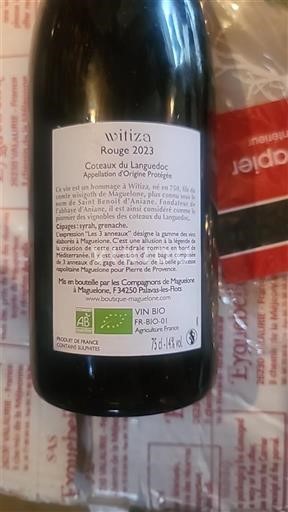 witiza
Rouge 2023
Coteaux du Languedoc
Appellation d'Origine Protégée
Ce vin est un hommage à Witiza, né en 750, fils du
comte wisigoth de Maguelone, plus connu sous le
nom de Saint Benoît d'Aniane. Fondateur de
l'abbaye d'Aniane, il est ainsi considéré comme le
pionnier des vignobles des coteaux du Languedoc.
Cépages: syrah, grenache.
L'expression "Les 3 anneaux" désigne la gamme des vins
élaborés à Maguelone. C'est une allusion à la légende de
la création de cette cathédrale romane en bord de
Méditerranée. Il y est question d'une bague composée
de 3 anneaux d'or, gage de l'amour de la belle princesse
napolitaine Maguelone pour Pierre de Provence.
Mis en bouteille par les Compagnons de Maguelone
à Maguelone, F34250 Palavas-les-Flots
www.boutique-maguelone.com
AB
VIN BIO
FR-BIO-01
Agriculture France
PRODUIT DE FRANCE
CONTAINS SULPHITES
75 cl - 14% vol.
papier
intérieur
SAS